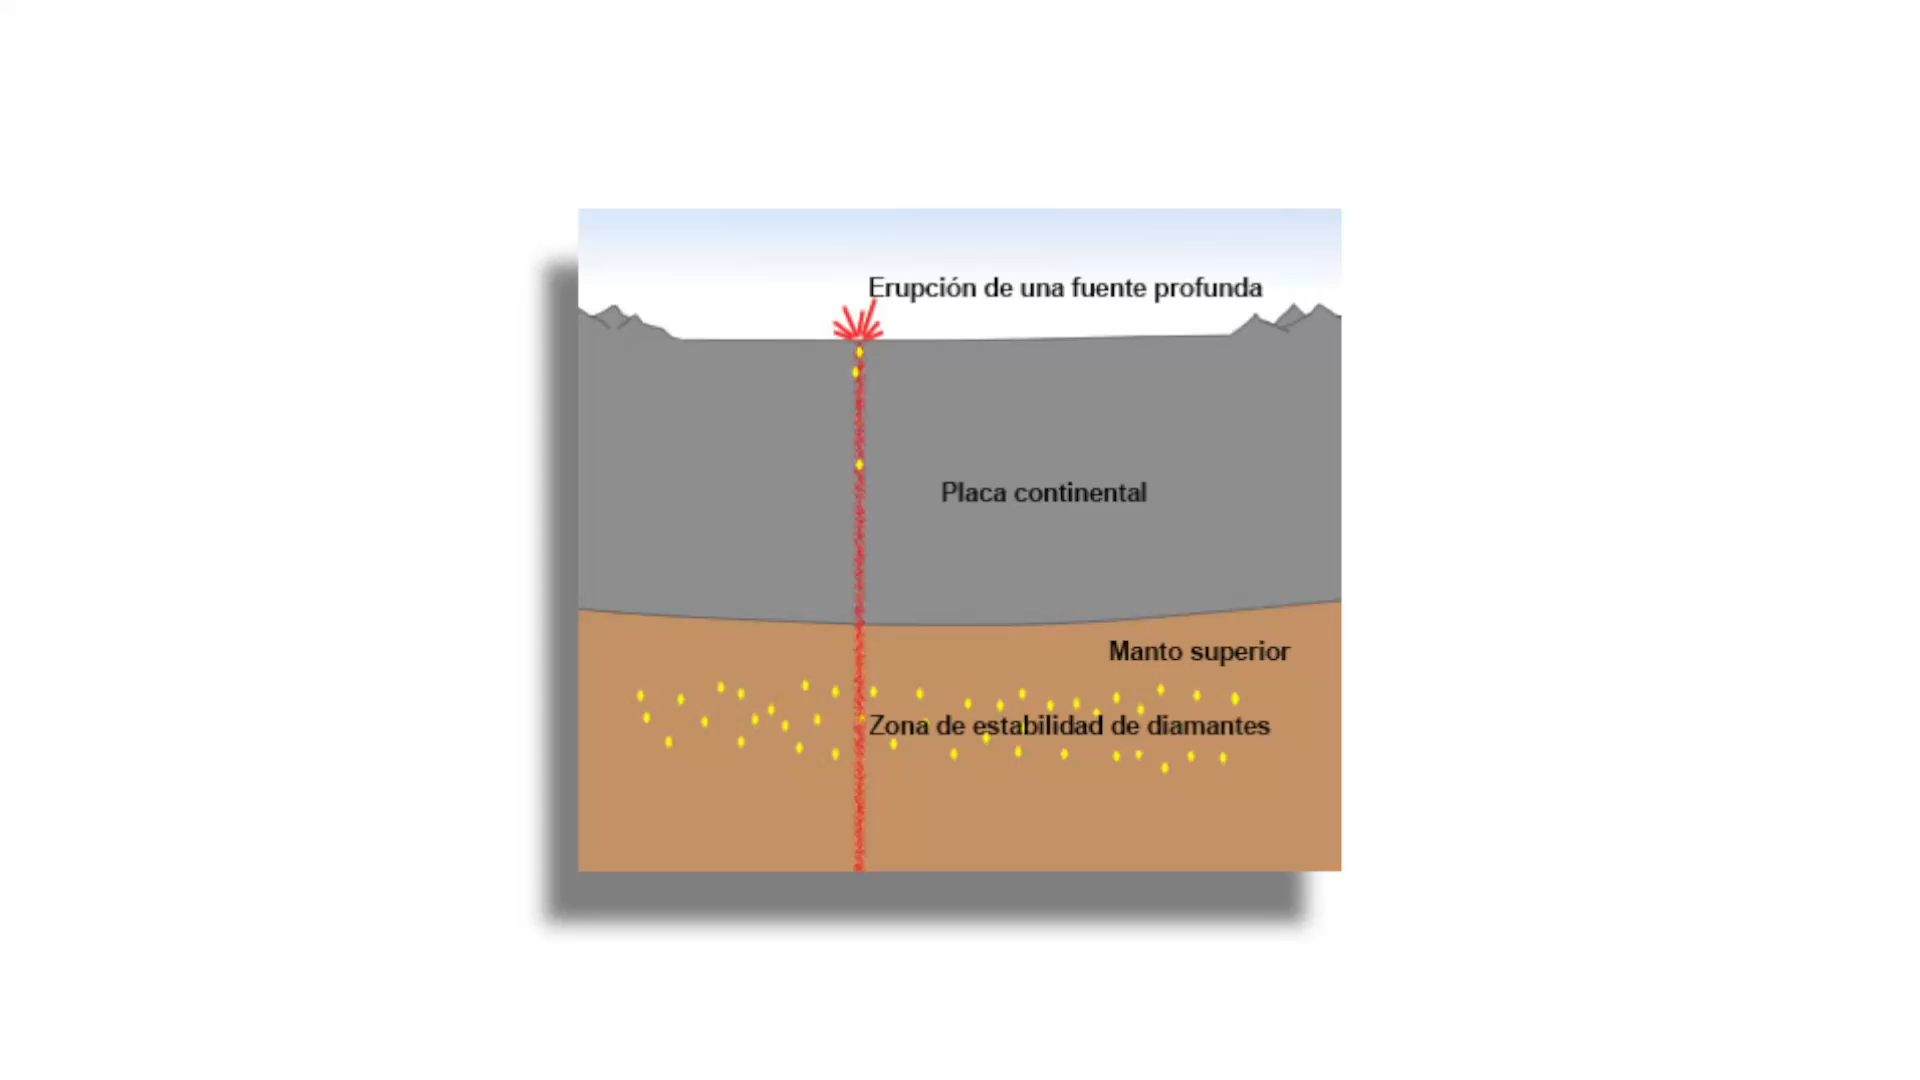 Erupción de una fuente profunda
Placa continental
Manto superior
Zona de estabilidad de diamantes